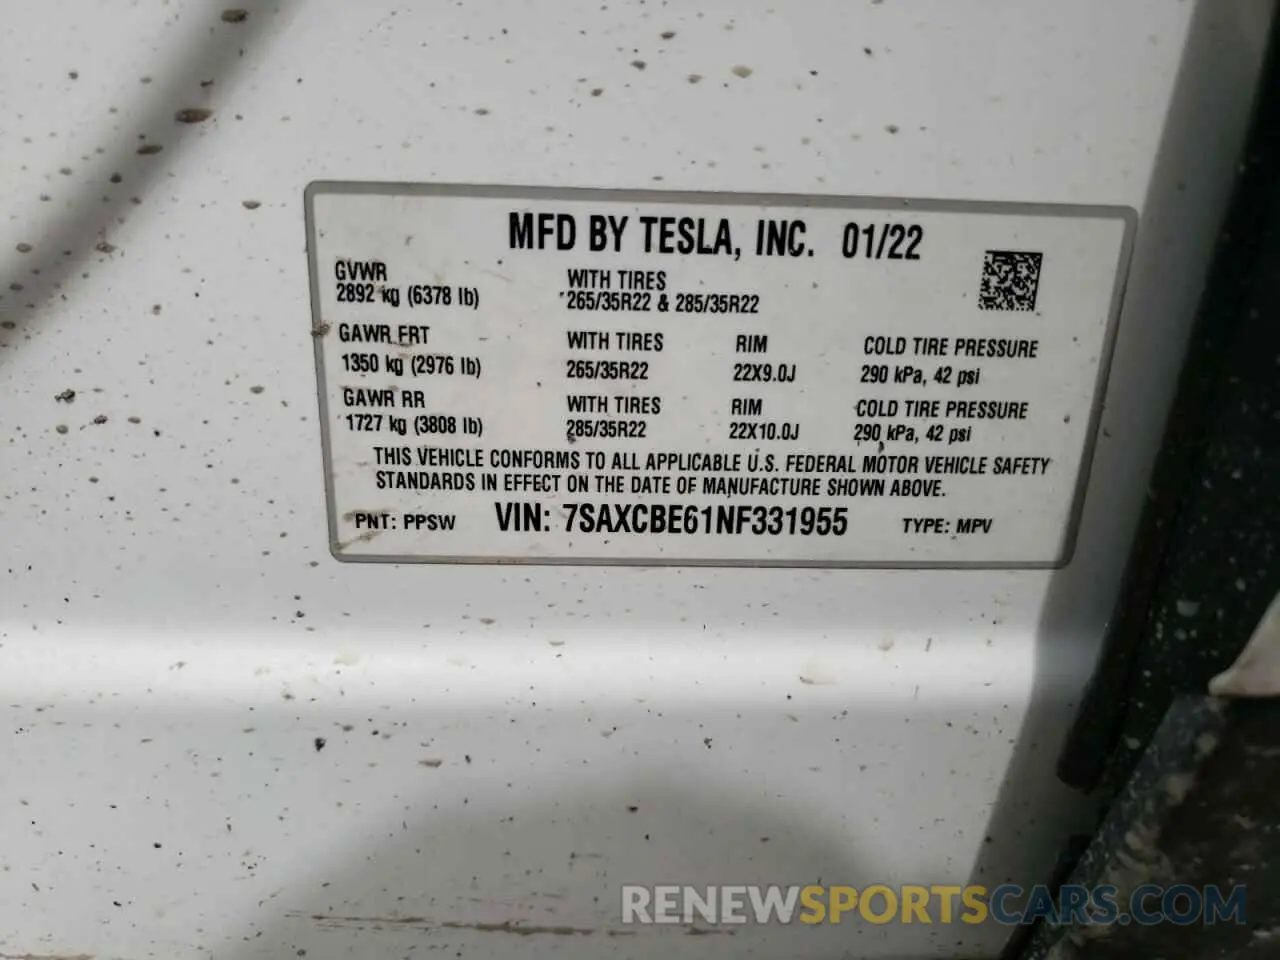 MFD BY TESLA, INC. 01/22
GVWR WITH TIRES
2892 kg (6378 lb) 265/35R22 & 285/35R22
GAWR FRT WITH TIRES RIM COLD TIRE PRESSURE
1350 kg (2976 lb) 265/35R22 22X9.0J 290 kPa, 42 psi
GAWR RR WITH TIRES RIM COLD TIRE PRESSURE
1727 kg (3808 lb) 285/35R22 22X10.0J 290 kPa, 42 psi
THIS VEHICLE CONFORMS TO ALL APPLICABLE U.S. FEDERAL MOTOR VEHICLE SAFETY
STANDARDS IN EFFECT ON THE DATE OF MANUFACTURE SHOWN ABOVE.
PNT: PPSW VIN: 7SAXCBE61NF331955 TYPE: MPV
RENEWSPORTSCARS.COM